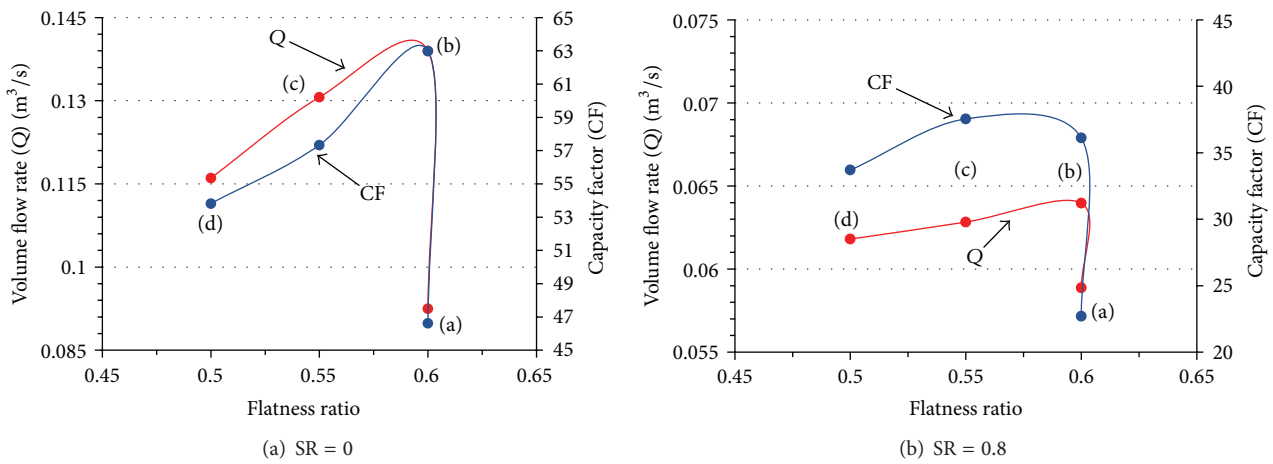 0.145
0.13
0.115
0.1
0.085
Volume flow rate (Q) (m³/s)
65
63
61
59
57
55
53
51
49
47
45
Capacity factor (CF)
Q
(b)
(c)
CF
(d)
(a)
0.45 0.5 0.55 0.6 0.65
Flatness ratio
(a) SR = 0
0.075
0.07
0.065
0.06
0.055
Volume flow rate (Q) (m³/s)
45
40
35
30
25
20
Capacity factor (CF)
CF
(c)
(b)
(d)
Q
(a)
0.45 0.5 0.55 0.6 0.65
Flatness ratio
(b) SR = 0.8